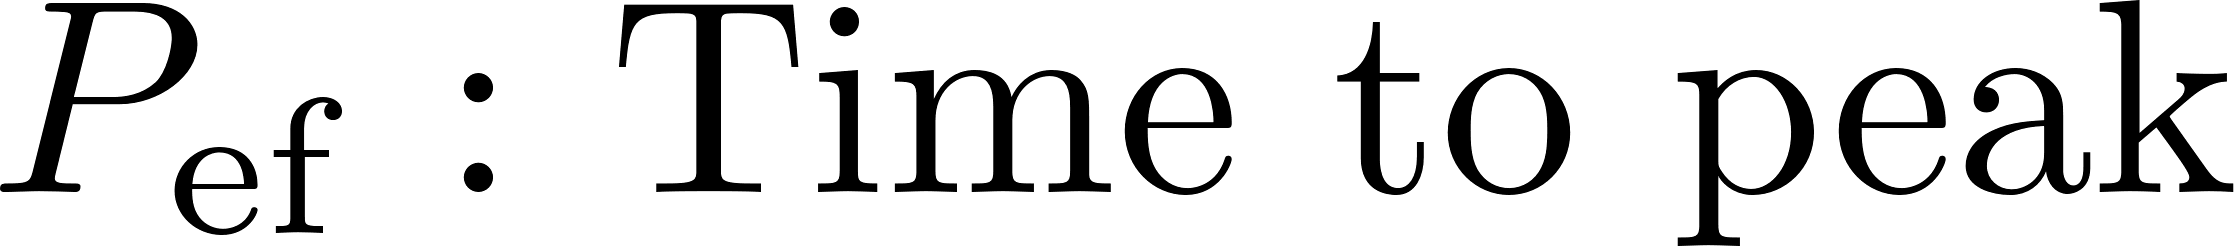 P_ef : Time to peak